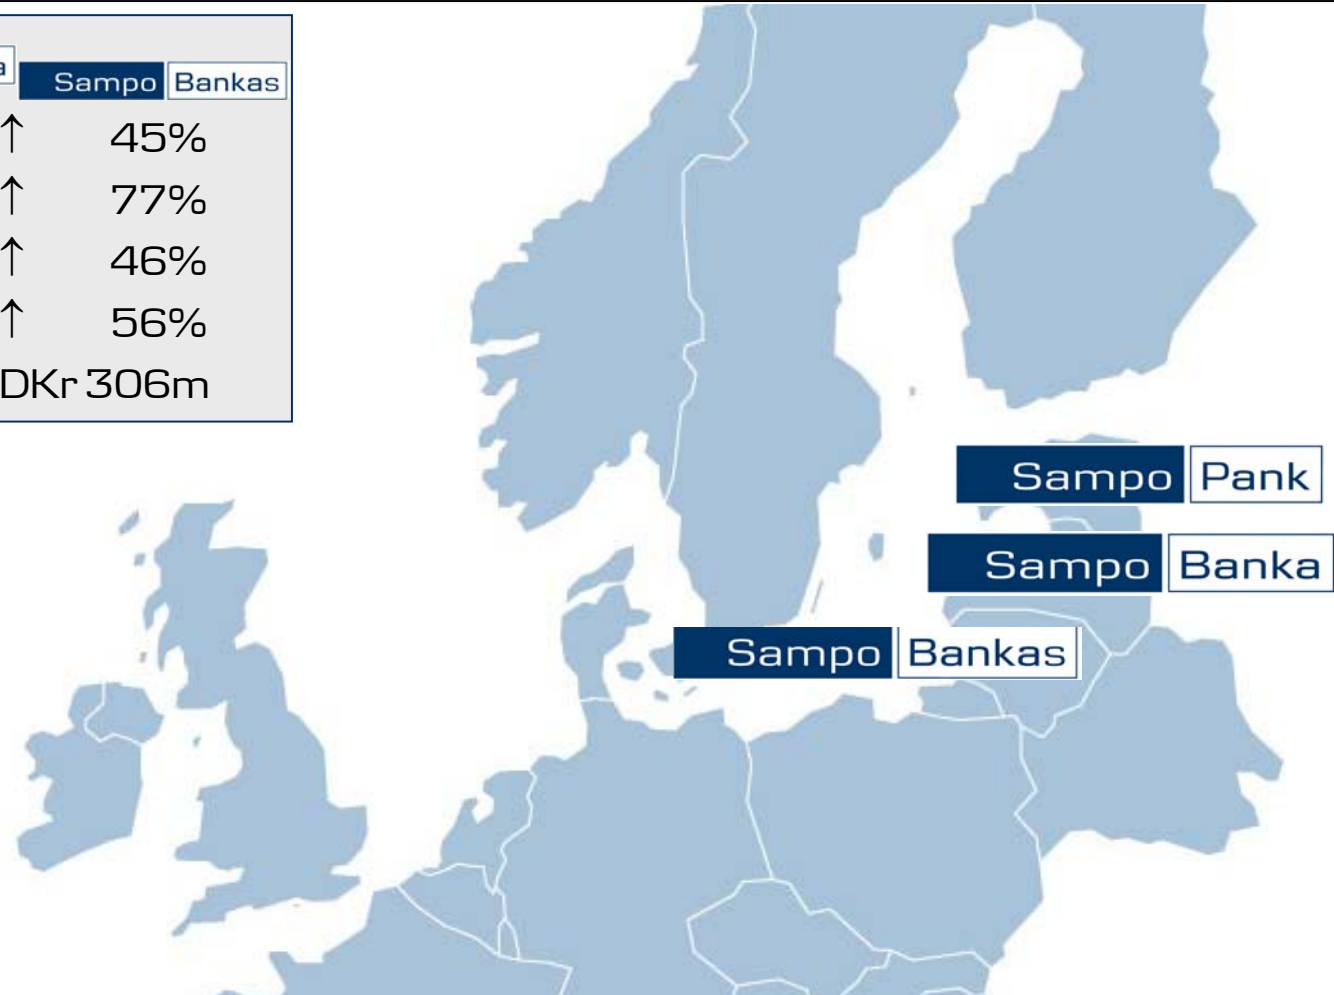 a
Sampo Bankas
↑ 45%
↑ 77%
↑ 46%
↑ 56%
DKr 306m
Sampo Pank
Sampo Banka
Sampo Bankas